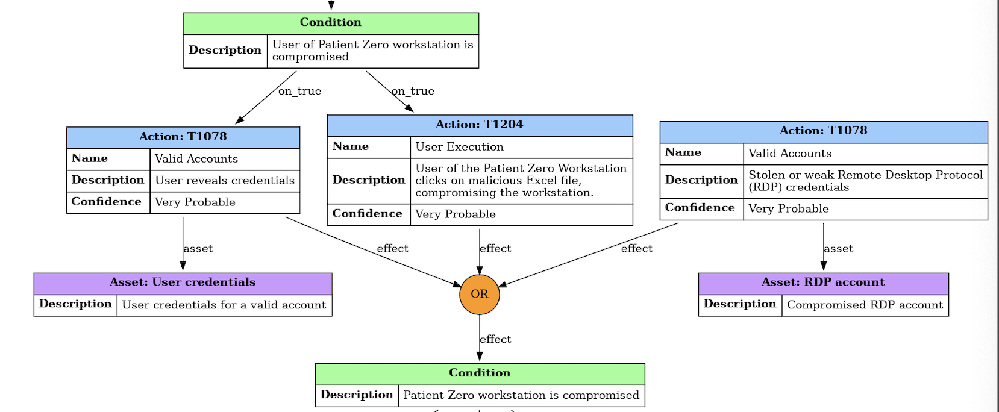 Condition
Description
User of Patient Zero workstation is
compromised
on_true
on_true
Action: T1078
Name
Valid Accounts
Description
User reveals credentials
Confidence
Very Probable
Action: T1204
Name
User Execution
Description
User of the Patient Zero Workstation
clicks on malicious Excel file,
compromising the workstation.
Confidence
Very Probable
Action: T1078
Name
Valid Accounts
Description
Stolen or weak Remote Desktop Protocol
(RDP) credentials
Confidence
Very Probable
asset
effect
effect
effect
asset
Asset: User credentials
Description
User credentials for a valid account
OR
Asset: RDP account
Description
Compromised RDP account
effect
Condition
Description
Patient Zero workstation is compromised